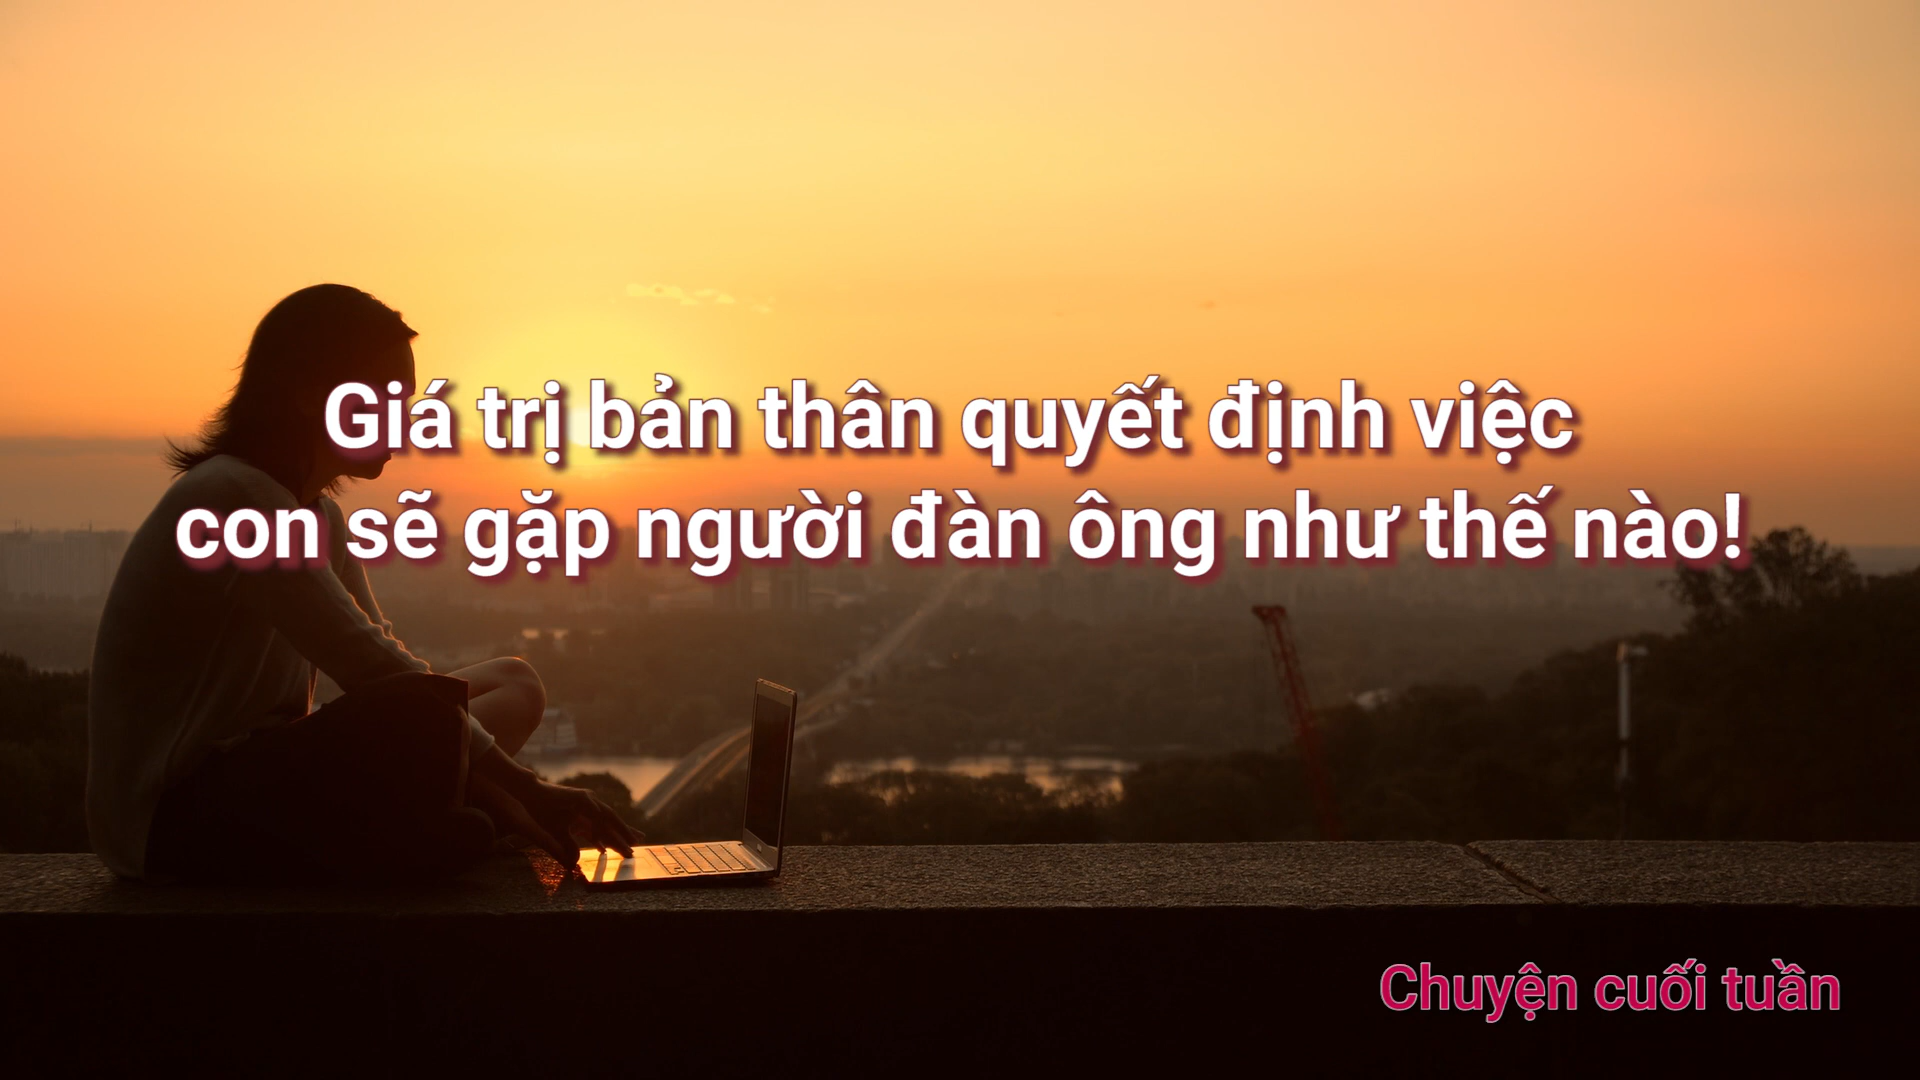 Giá trị bản thân quyết định việc
con sẽ gặp người đàn ông như thế nào!
Chuyện cuối tuần